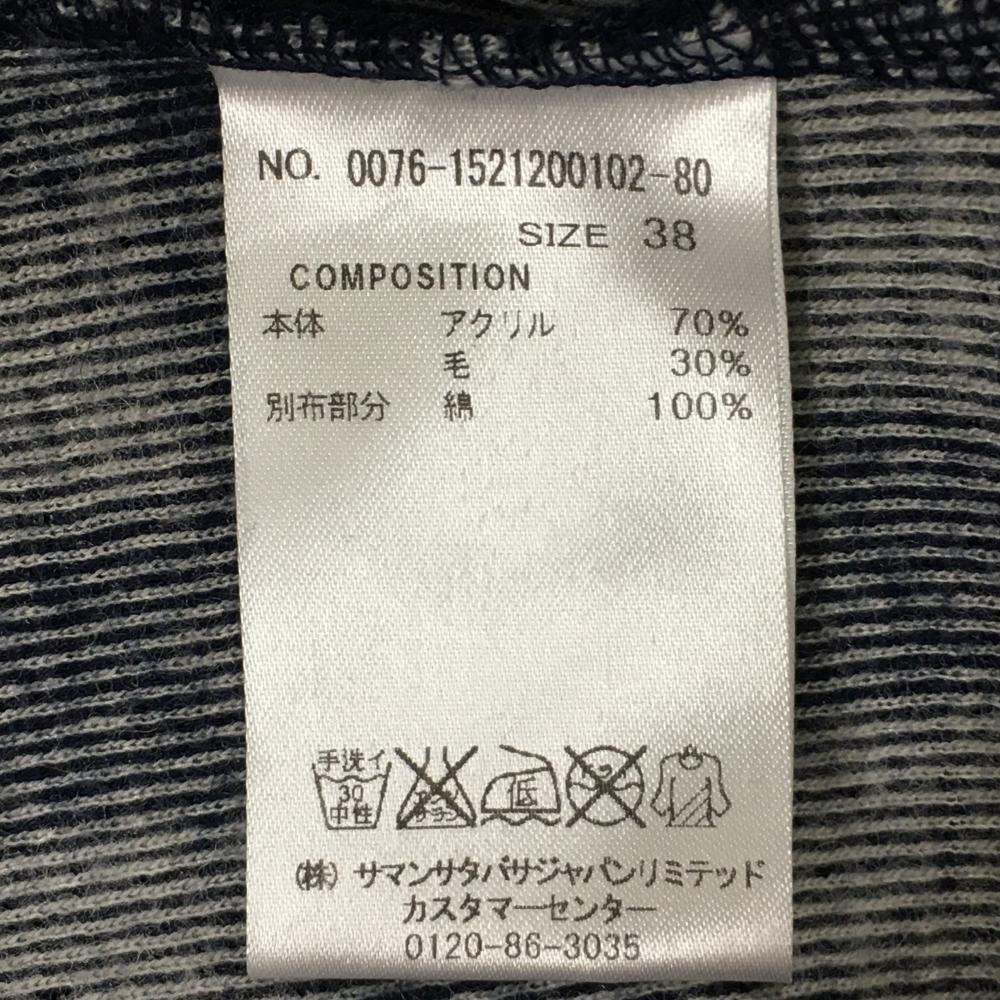 NO. 0076-1521200102-80
SIZE 38
COMPOSITION
本体 アクリル 70%
毛 30%
別布部分 綿 100%
手洗イ
30
中性
低
(株) サマンサタバサジャパンリミテッド
カスタマーセンター
0120-86-3035